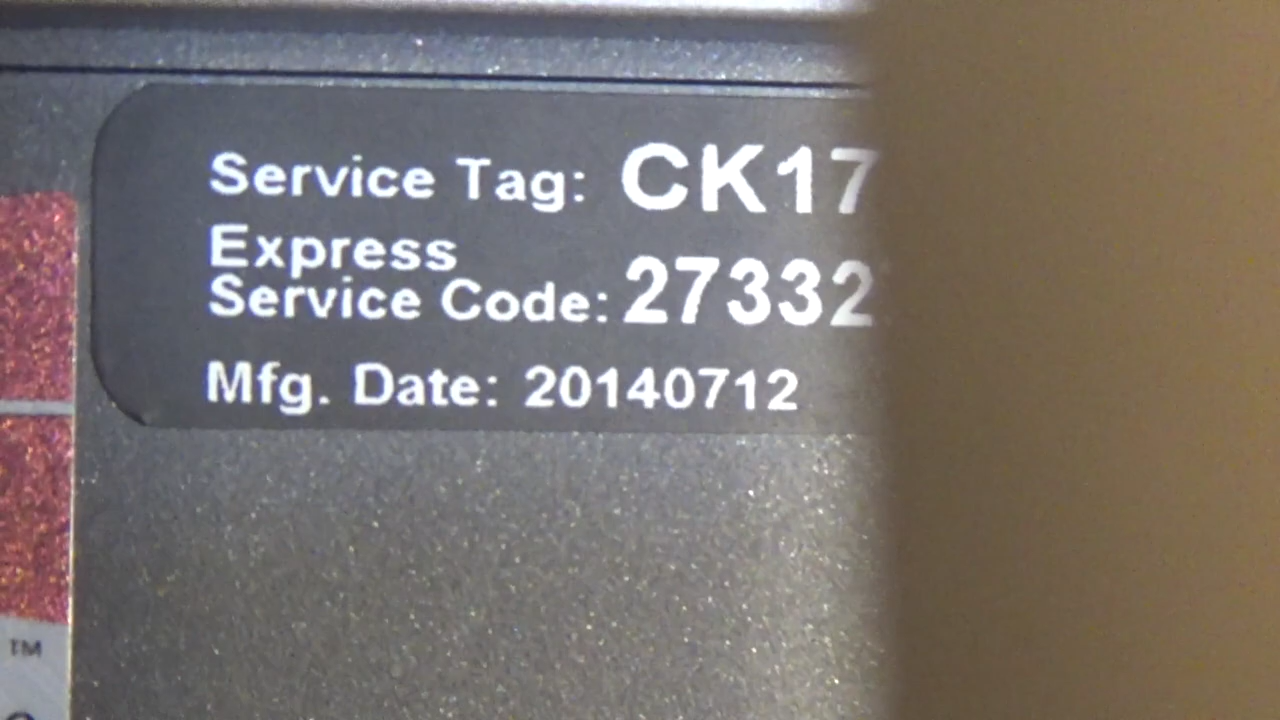 Service Tag: CK17
Express
Service Code: 27332
Mfg. Date: 20140712
TM